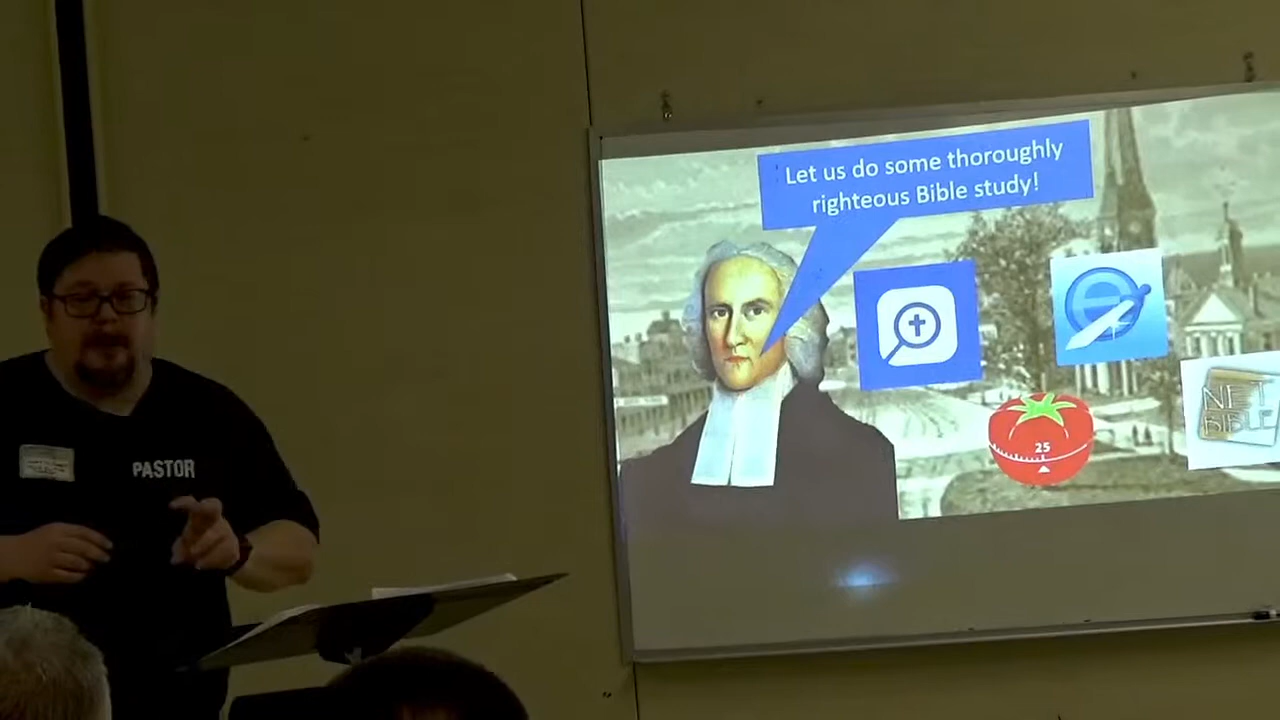 Let us do some thoroughly
righteous Bible study!
PASTOR
25
NET
BIBLE